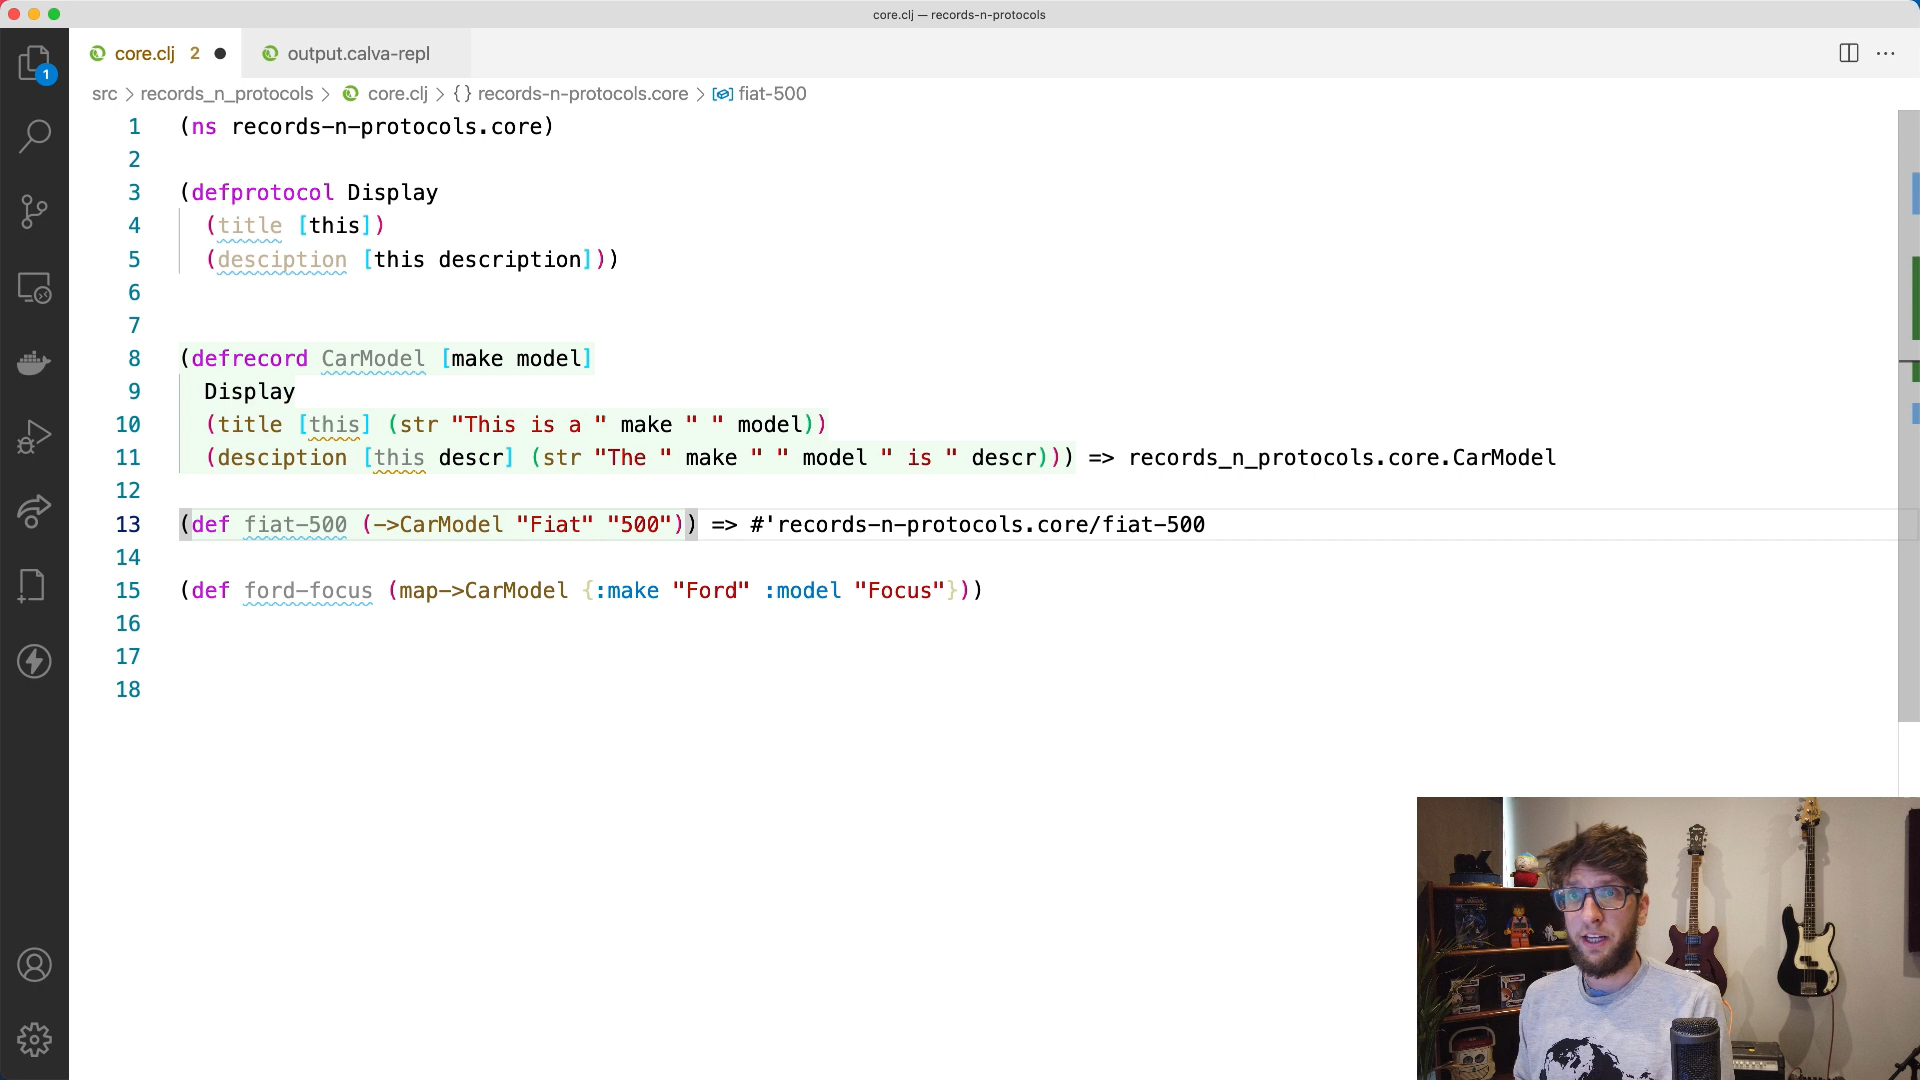 core.clj — records-n-protocols
core.clj 2 output.calva-repl
1
src records_n_protocols core.clj {} records-n-protocols.core fiat-500
1 (ns records-n-protocols.core)
2
3 (defprotocol Display
4 (title [this])
5 (desciption [this description]))
6
7
8 (defrecord CarModel [make model]
9 Display
10 (title [this] (str "This is a " make " " model))
11 (desciption [this descr] (str "The " make " " model " is " descr))) => records_n_protocols.core.CarModel
12
13 (def fiat-500 (->CarModel "Fiat" "500")) => #'records-n-protocols.core/fiat-500
14
15 (def ford-focus (map->CarModel {:make "Ford" :model "Focus"}))
16
17
18